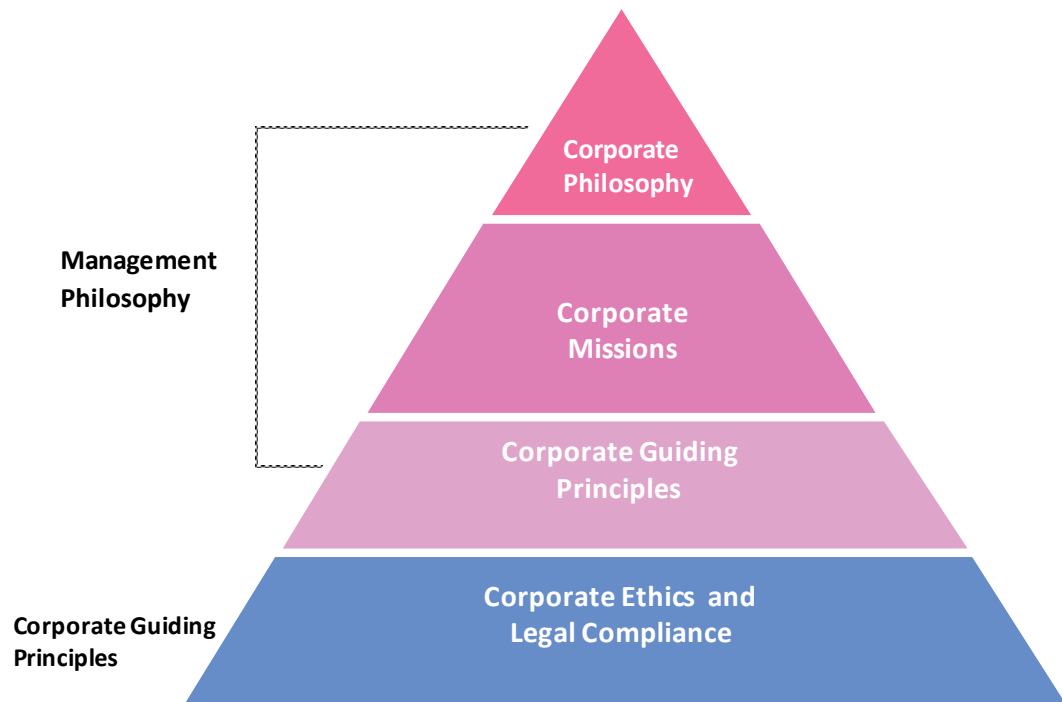 Corporate
Philosophy
Management
Philosophy
Corporate
Missions
Corporate Guiding
Principles
Corporate Ethics and
Legal Compliance
Corporate Guiding
Principles